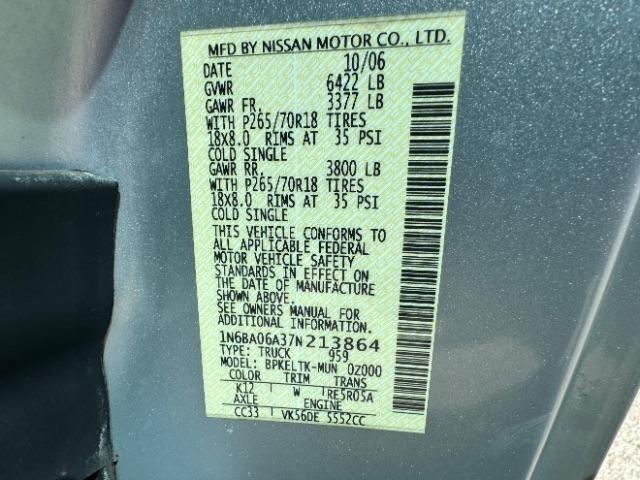 MFD BY NISSAN MOTOR CO., LTD.
DATE 10/06
GVWR 6422 LB
GAWR FR. 3377 LB
WITH P265/70R18 TIRES
18X8.0 RIMS AT 35 PSI
COLD SINGLE
GAWR RR. 3800 LB
WITH P265/70R18 TIRES
18X8.0 RIMS AT 35 PSI
COLD SINGLE
THIS VEHICLE CONFORMS TO
ALL APPLICABLE FEDERAL
MOTOR VEHICLE SAFETY
STANDARDS IN EFFECT ON
THE DATE OF MANUFACTURE
SHOWN ABOVE.
SEE OWNERS MANUAL FOR
ADDITIONAL INFORMATION.
1N6BA06A37N213864
TYPE: TRUCK 959
MODEL: BPKELTK-MUN 0Z000
COLOR TRIM TRANS
K12 W RE5R05A
AXLE ENGINE
CC33 VK56DE 5552CC